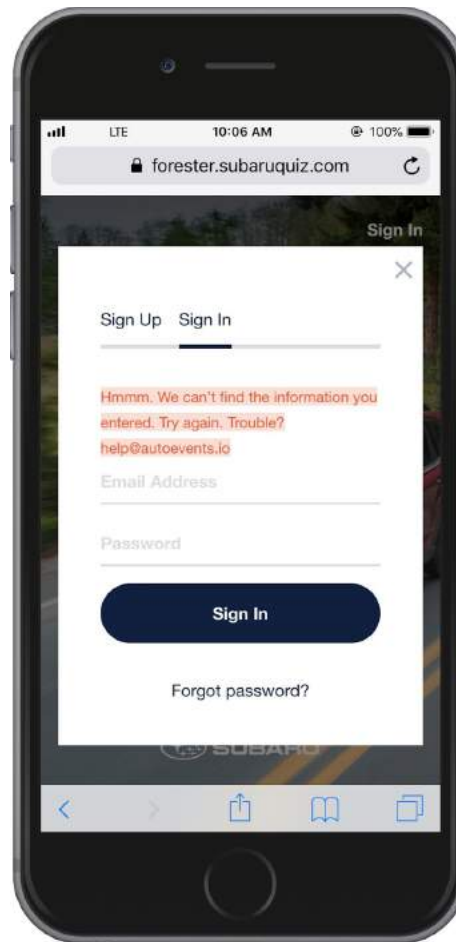 LTE 10:06 AM 100%
forester.subaruquiz.com
Sign In
Sign Up Sign In
Hmmm. We can't find the information you
entered. Try again. Trouble?
help@autoevents.io
Email Address
Password
Sign In
Forgot password?
SUBARU